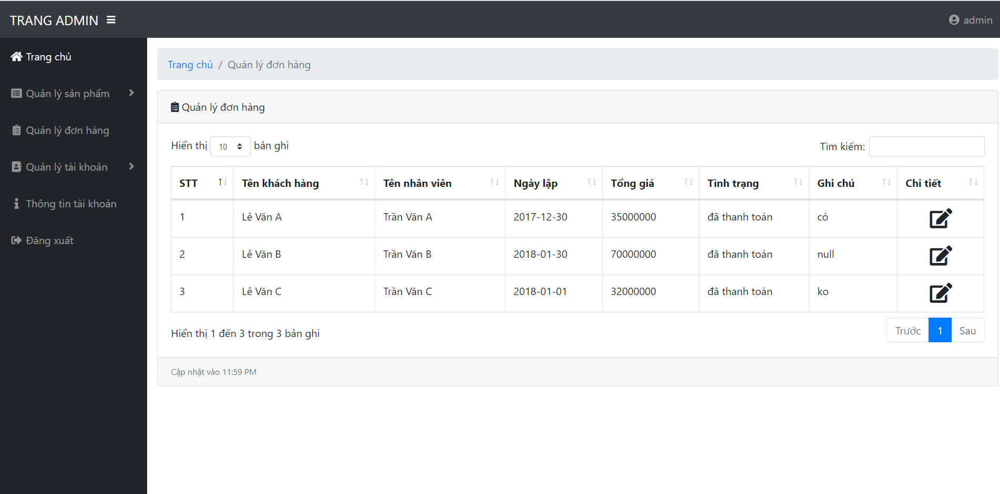 TRANG ADMIN
admin
Trang chủ
Quản lý sản phẩm
Quản lý đơn hàng
Quản lý tài khoản
Thông tin tài khoản
Đăng xuất
Trang chủ / Quản lý đơn hàng
Quản lý đơn hàng
Hiển thị 10 bản ghi
Tìm kiếm:
STT Tên khách hàng Tên nhân viên Ngày lập Tổng giá Tình trạng Ghi chú Chi tiết
1 Lê Văn A Trần Văn A 2017-12-30 35000000 đã thanh toán có
2 Lê Văn B Trần Văn B 2018-01-30 70000000 đã thanh toán null
3 Lê Văn C Trần Văn C 2018-01-01 32000000 đã thanh toán ko
Hiển thị 1 đến 3 trong 3 bản ghi
Trước 1 Sau
Cập nhật vào 11:59 PM